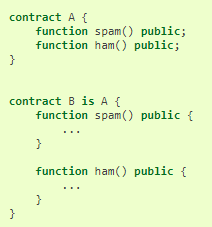 contract A {
    function spam() public;
    function ham() public;
}
contract B is A {
    function spam() public {
        ...
    }
    function ham() public {
        ...
    }
}